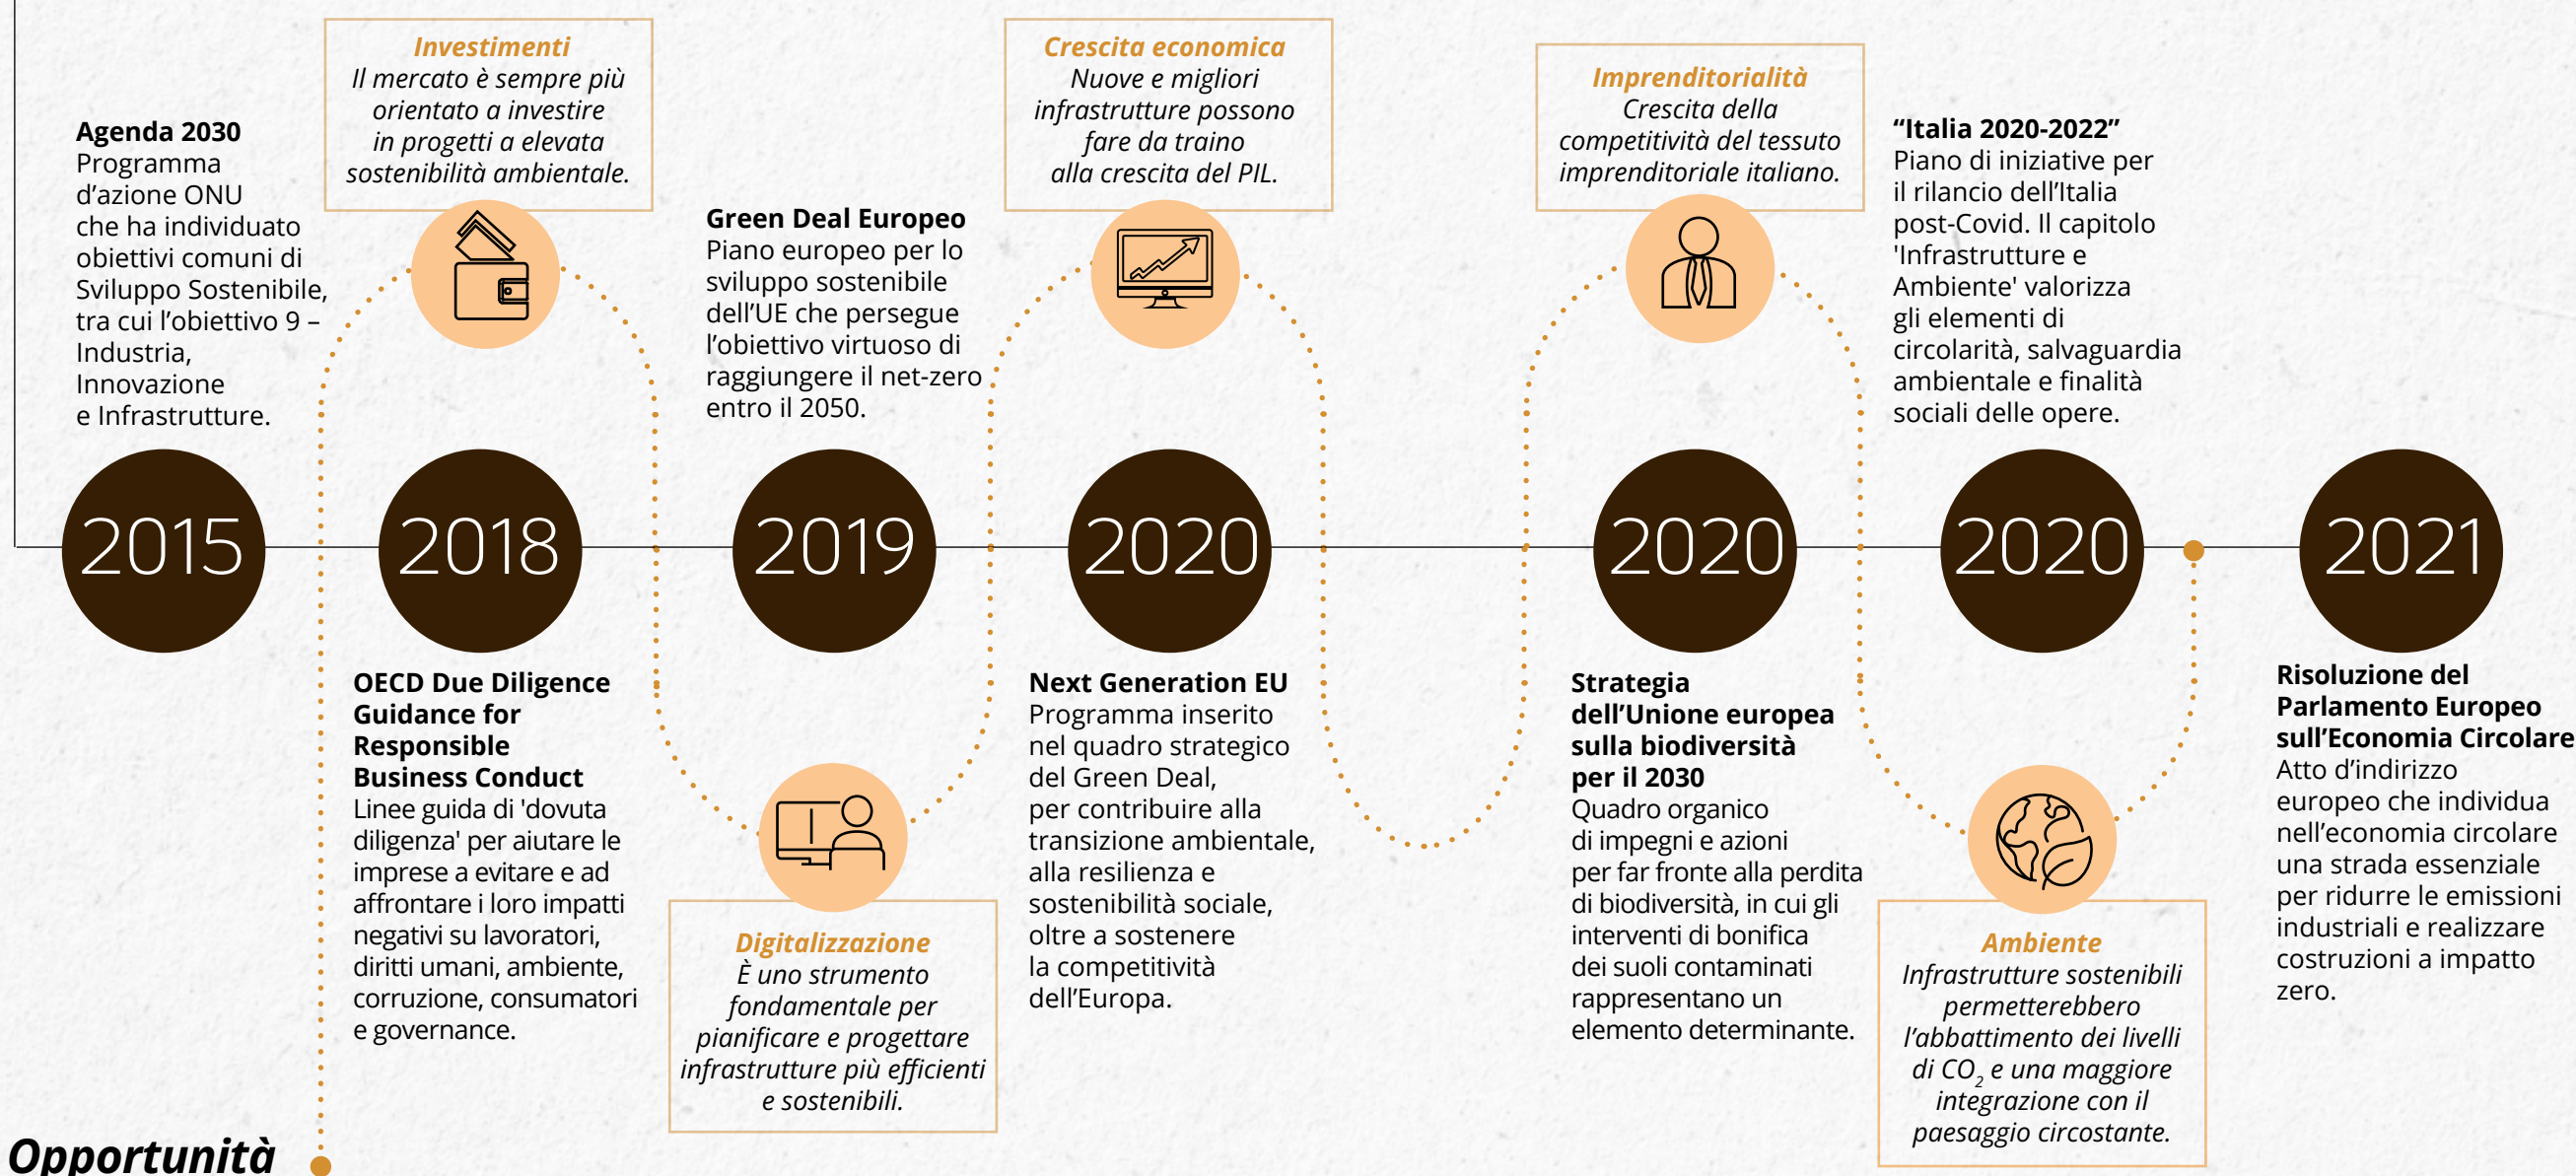 Agenda 2030
Programma
d’azione ONU
che ha individuato
obiettivi comuni di
Sviluppo Sostenibile,
tra cui l’obiettivo 9 –
Industria,
Innovazione
e Infrastrutture.
Investimenti
Il mercato è sempre più
orientato a investire
in progetti a elevata
sostenibilità ambientale.
Green Deal Europeo
Piano europeo per lo
sviluppo sostenibile
dell’UE che persegue
l’obiettivo virtuoso di
raggiungere il net-zero
entro il 2050.
Crescita economica
Nuove e migliori
infrastrutture possono
fare da traino
alla crescita del PIL.
Imprenditorialità
Crescita della
competitività del tessuto
imprenditoriale italiano.
“Italia 2020-2022”
Piano di iniziative per
il rilancio dell’Italia
post-Covid. Il capitolo
'Infrastrutture e
Ambiente' valorizza
gli elementi di
circolarità, salvaguardia
ambientale e finalità
sociali delle opere.
2015
2018
2019
2020
2020
2020
2021
OECD Due Diligence
Guidance for
Responsible
Business Conduct
Linee guida di 'dovuta
diligenza' per aiutare le
imprese a evitare e ad
affrontare i loro impatti
negativi su lavoratori,
diritti umani, ambiente,
corruzione, consumatori
e governance.
Digitalizzazione
È uno strumento
fondamentale per
pianificare e progettare
infrastrutture più efficienti
e sostenibili.
Next Generation EU
Programma inserito
nel quadro strategico
del Green Deal,
per contribuire alla
transizione ambientale,
alla resilienza e
sostenibilità sociale,
oltre a sostenere
la competitività
dell’Europa.
Strategia
dell’Unione europea
sulla biodiversità
per il 2030
Quadro organico
di impegni e azioni
per far fronte alla perdita
di biodiversità, in cui gli
interventi di bonifica
dei suoli contaminati
rappresentano un
elemento determinante.
Ambiente
Infrastrutture sostenibili
permetterebbero
l’abbattimento dei livelli
di CO₂ e una maggiore
integrazione con il
paesaggio circostante.
Risoluzione del
Parlamento Europeo
sull’Economia Circolare
Atto d’indirizzo
europeo che individua
nell’economia circolare
una strada essenziale
per ridurre le emissioni
industriali e realizzare
costruzioni a impatto
zero.
Opportunità